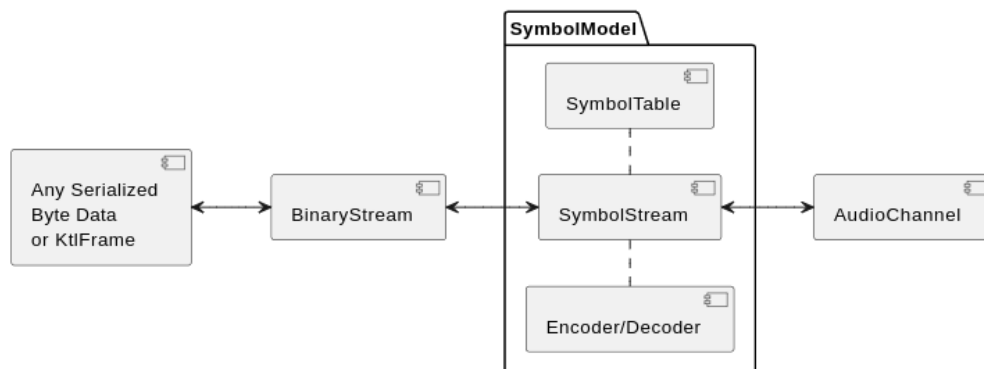 SymbolModel
SymbolTable
Any Serialized
Byte Data
or KtlFrame
BinaryStream
SymbolStream
AudioChannel
Encoder/Decoder